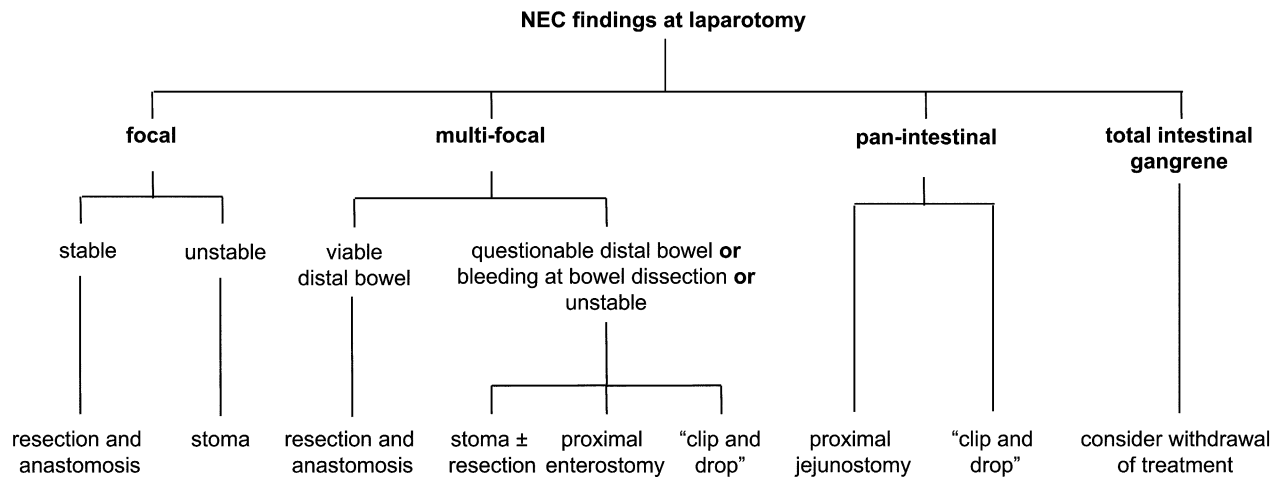 NEC findings at laparotomy
focal
multi-focal
pan-intestinal
total intestinal
gangrene
stable
unstable
viable
distal bowel
questionable distal bowel or
bleeding at bowel dissection or
unstable
resection and
anastomosis
stoma
resection and
anastomosis
stoma ±
resection
proximal
enterostomy
“clip and
drop”
proximal
jejunostomy
“clip and
drop”
consider withdrawal
of treatment